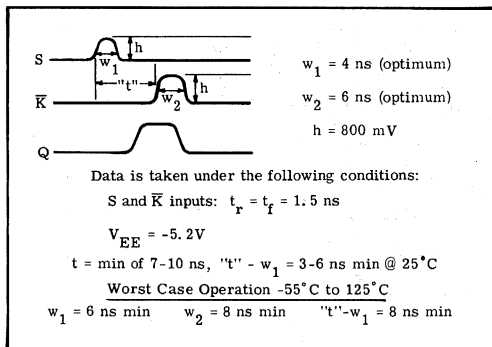 S
h
w1
"t"
w1 = 4 ns (optimum)
K̅
w2
h
w2 = 6 ns (optimum)
h = 800 mV
Q
Data is taken under the following conditions:
S and K̅ inputs: tr = tf = 1.5 ns
VEE = -5.2V
t = min of 7-10 ns, "t" - w1 = 3-6 ns min @ 25°C
Worst Case Operation -55°C to 125°C
w1 = 6 ns min w2 = 8 ns min "t"-w1 = 8 ns min